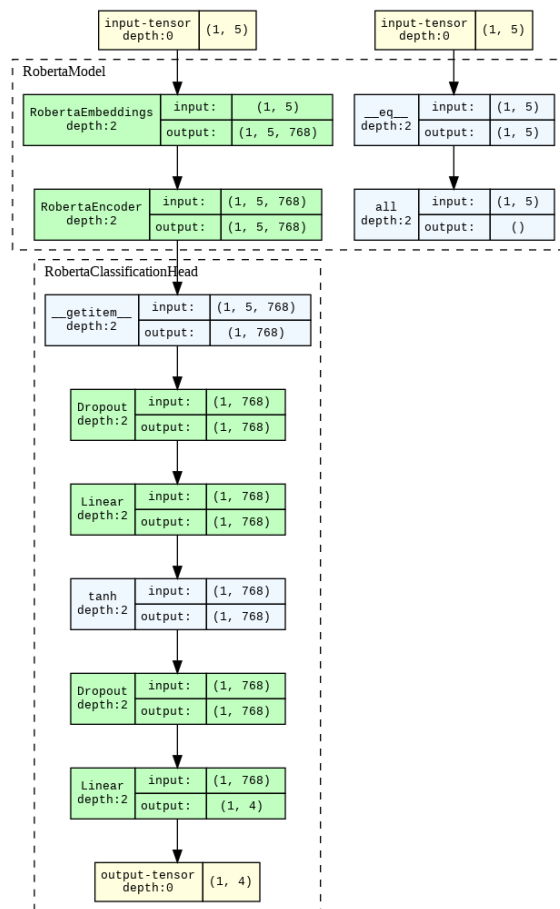 input-tensor
depth:0
(1, 5)
input-tensor
depth:0
(1, 5)
RobertaModel
RobertaEmbeddings
depth:2
input:
(1, 5)
output:
(1, 5, 768)
__eq__
depth:2
input:
(1, 5)
output:
(1, 5)
RobertaEncoder
depth:2
input:
(1, 5, 768)
output:
(1, 5, 768)
all
depth:2
input:
(1, 5)
output:
()
RobertaClassificationHead
__getitem__
depth:2
input:
(1, 5, 768)
output:
(1, 768)
Dropout
depth:2
input:
(1, 768)
output:
(1, 768)
Linear
depth:2
input:
(1, 768)
output:
(1, 768)
tanh
depth:2
input:
(1, 768)
output:
(1, 768)
Dropout
depth:2
input:
(1, 768)
output:
(1, 768)
Linear
depth:2
input:
(1, 768)
output:
(1, 4)
output-tensor
depth:0
(1, 4)